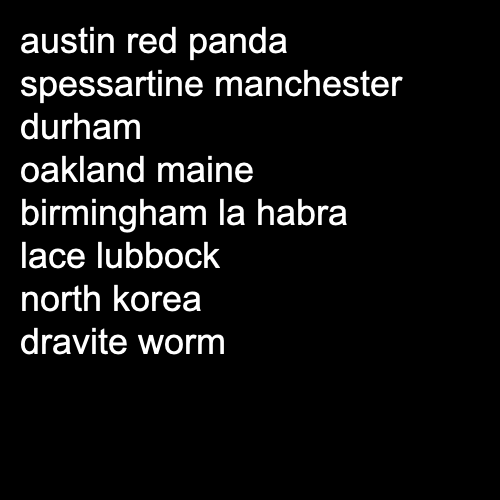 austin red panda
spessartine manchester
durham
oakland maine
birmingham la habra
lace lubbock
north korea
dravite worm